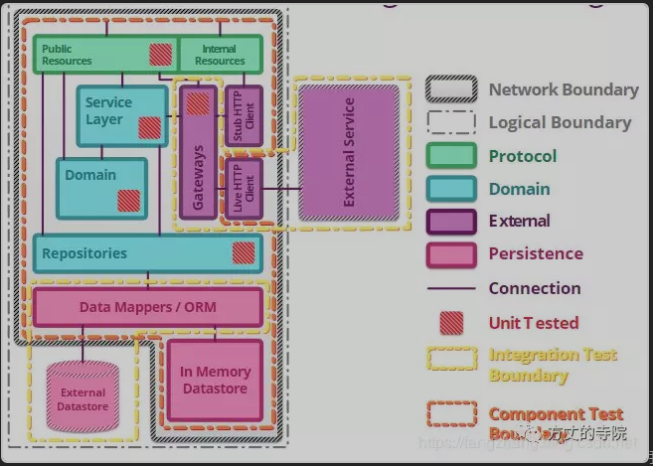 Public
Resources
Internal
Resources
Service
Layer
Domain
Gateways
Stub HTTP
Client
Live HTTP
Client
External Service
Repositories
Data Mappers / ORM
External
Datastore
In Memory
Datastore
Network Boundary
Logical Boundary
Protocol
Domain
External
Persistence
Connection
Unit Tested
Integration Test
Boundary
Component Test
Boundary
方丈的寺院